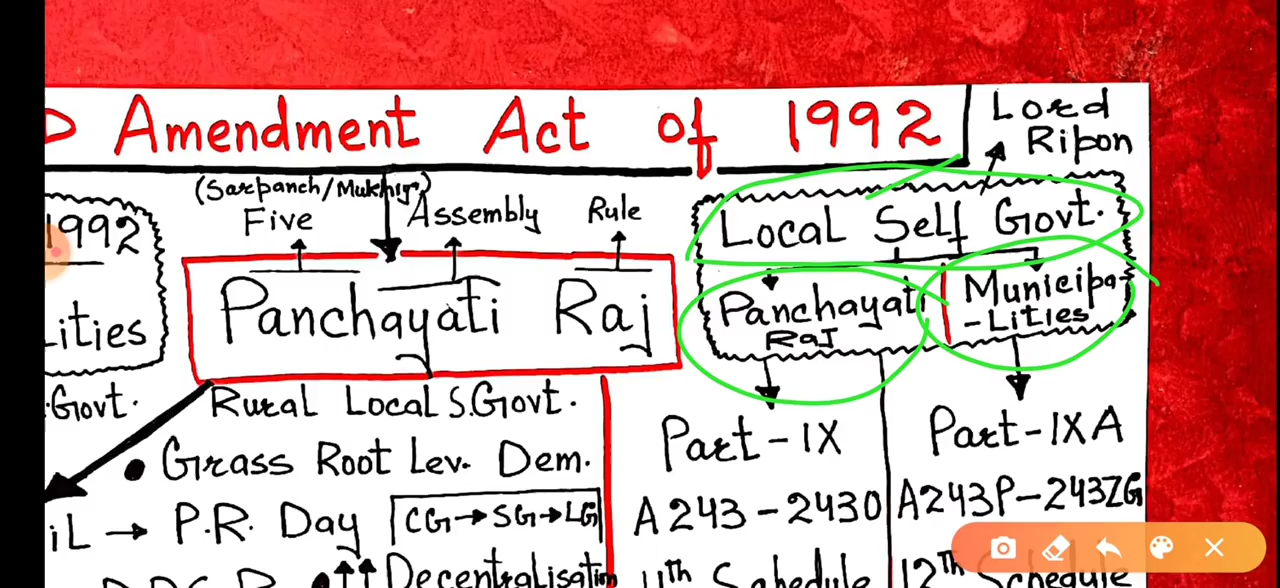 D Amendment Act of 1992
Lord
Ripon
1992
lities
.Govt.
(Sarpanch/Mukhiya)
Five
Assembly
Rule
Panchayati Raj
Rural Local S.Govt.
• Grass Root Lev. Dem.
il → P.R. Day
CG→SG→LG
Decentralisation
Local Self Govt.
Panchayati
Raj
Municipa-
-lities
Part-IX
A243-243O
11th Schedule
Part-IXA
A243P-243ZG
12th Schedule